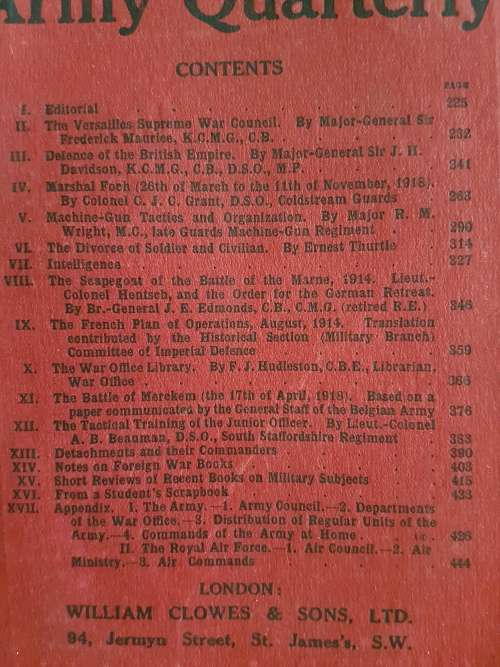 Army Quarterly
CONTENTS
PAGE
I. Editorial 225
II. The Versailles Supreme War Council. By Major-General Sir
Frederick Maurice, K.C.M.G., C.B. 232
III. Defence of the British Empire. By Major-General Sir J. H.
Davidson, K.C.M.G., C.B., D.S.O., M.P. 241
IV. Marshal Foch (26th of March to the 11th of November, 1918).
By Colonel C. J. C. Grant, D.S.O., Coldstream Guards 263
V. Machine-Gun Tactics and Organization. By Major R. M.
Wright, M.C., late Guards Machine-Gun Regiment 290
VI. The Divorce of Soldier and Civilian. By Ernest Thurtle 314
VII. Intelligence 327
VIII. The Scapegoat of the Battle of the Marne, 1914. Lieut.-
Colonel Hentsch, and the Order for the German Retreat.
By Br.-General J. E. Edmonds, C.B., C.M.G. (retired R.E.) 346
IX. The French Plan of Operations, August, 1914. Translation
contributed by the Historical Section (Military Branch)
Committee of Imperial Defence 359
X. The War Office Library. By F. J. Hudleston, C.B.E., Librarian,
War Office 366
XI. The Battle of Merckem (the 17th of April, 1918). Based on a
paper communicated by the General Staff of the Belgian Army 376
XII. The Tactical Training of the Junior Officer. By Lieut.-Colonel
A. B. Beauman, D.S.O., South Staffordshire Regiment 383
XIII. Detachments and their Commanders 390
XIV. Notes on Foreign War Books 403
XV. Short Reviews of Recent Books on Military Subjects 415
XVI. From a Student's Scrapbook 433
XVII. Appendix. I. The Army.—1. Army Council.—2. Departments
of the War Office.—3. Distribution of Regular Units of the
Army.—4. Commands of the Army at Home 436
II. The Royal Air Force.—1. Air Council.—2. Air
Ministry.—3. Air Commands 444
LONDON:
WILLIAM CLOWES & SONS, LTD.
94, Jermyn Street, St. James's, S.W.